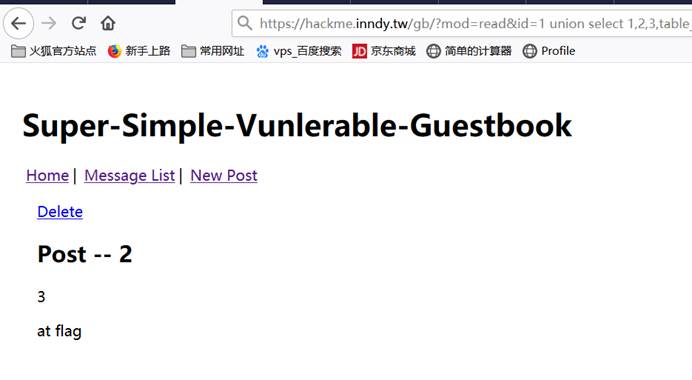 https://hackme.inndy.tw/gb/?mod=read&id=1 union select 1,2,3,table_
火狐官方站点 新手上路 常用网址 vps_百度搜索 JD 京东商城 简单的计算器 Profile
Super-Simple-Vunlerable-Guestbook
Home | Message List | New Post
Delete
Post -- 2
3
at flag